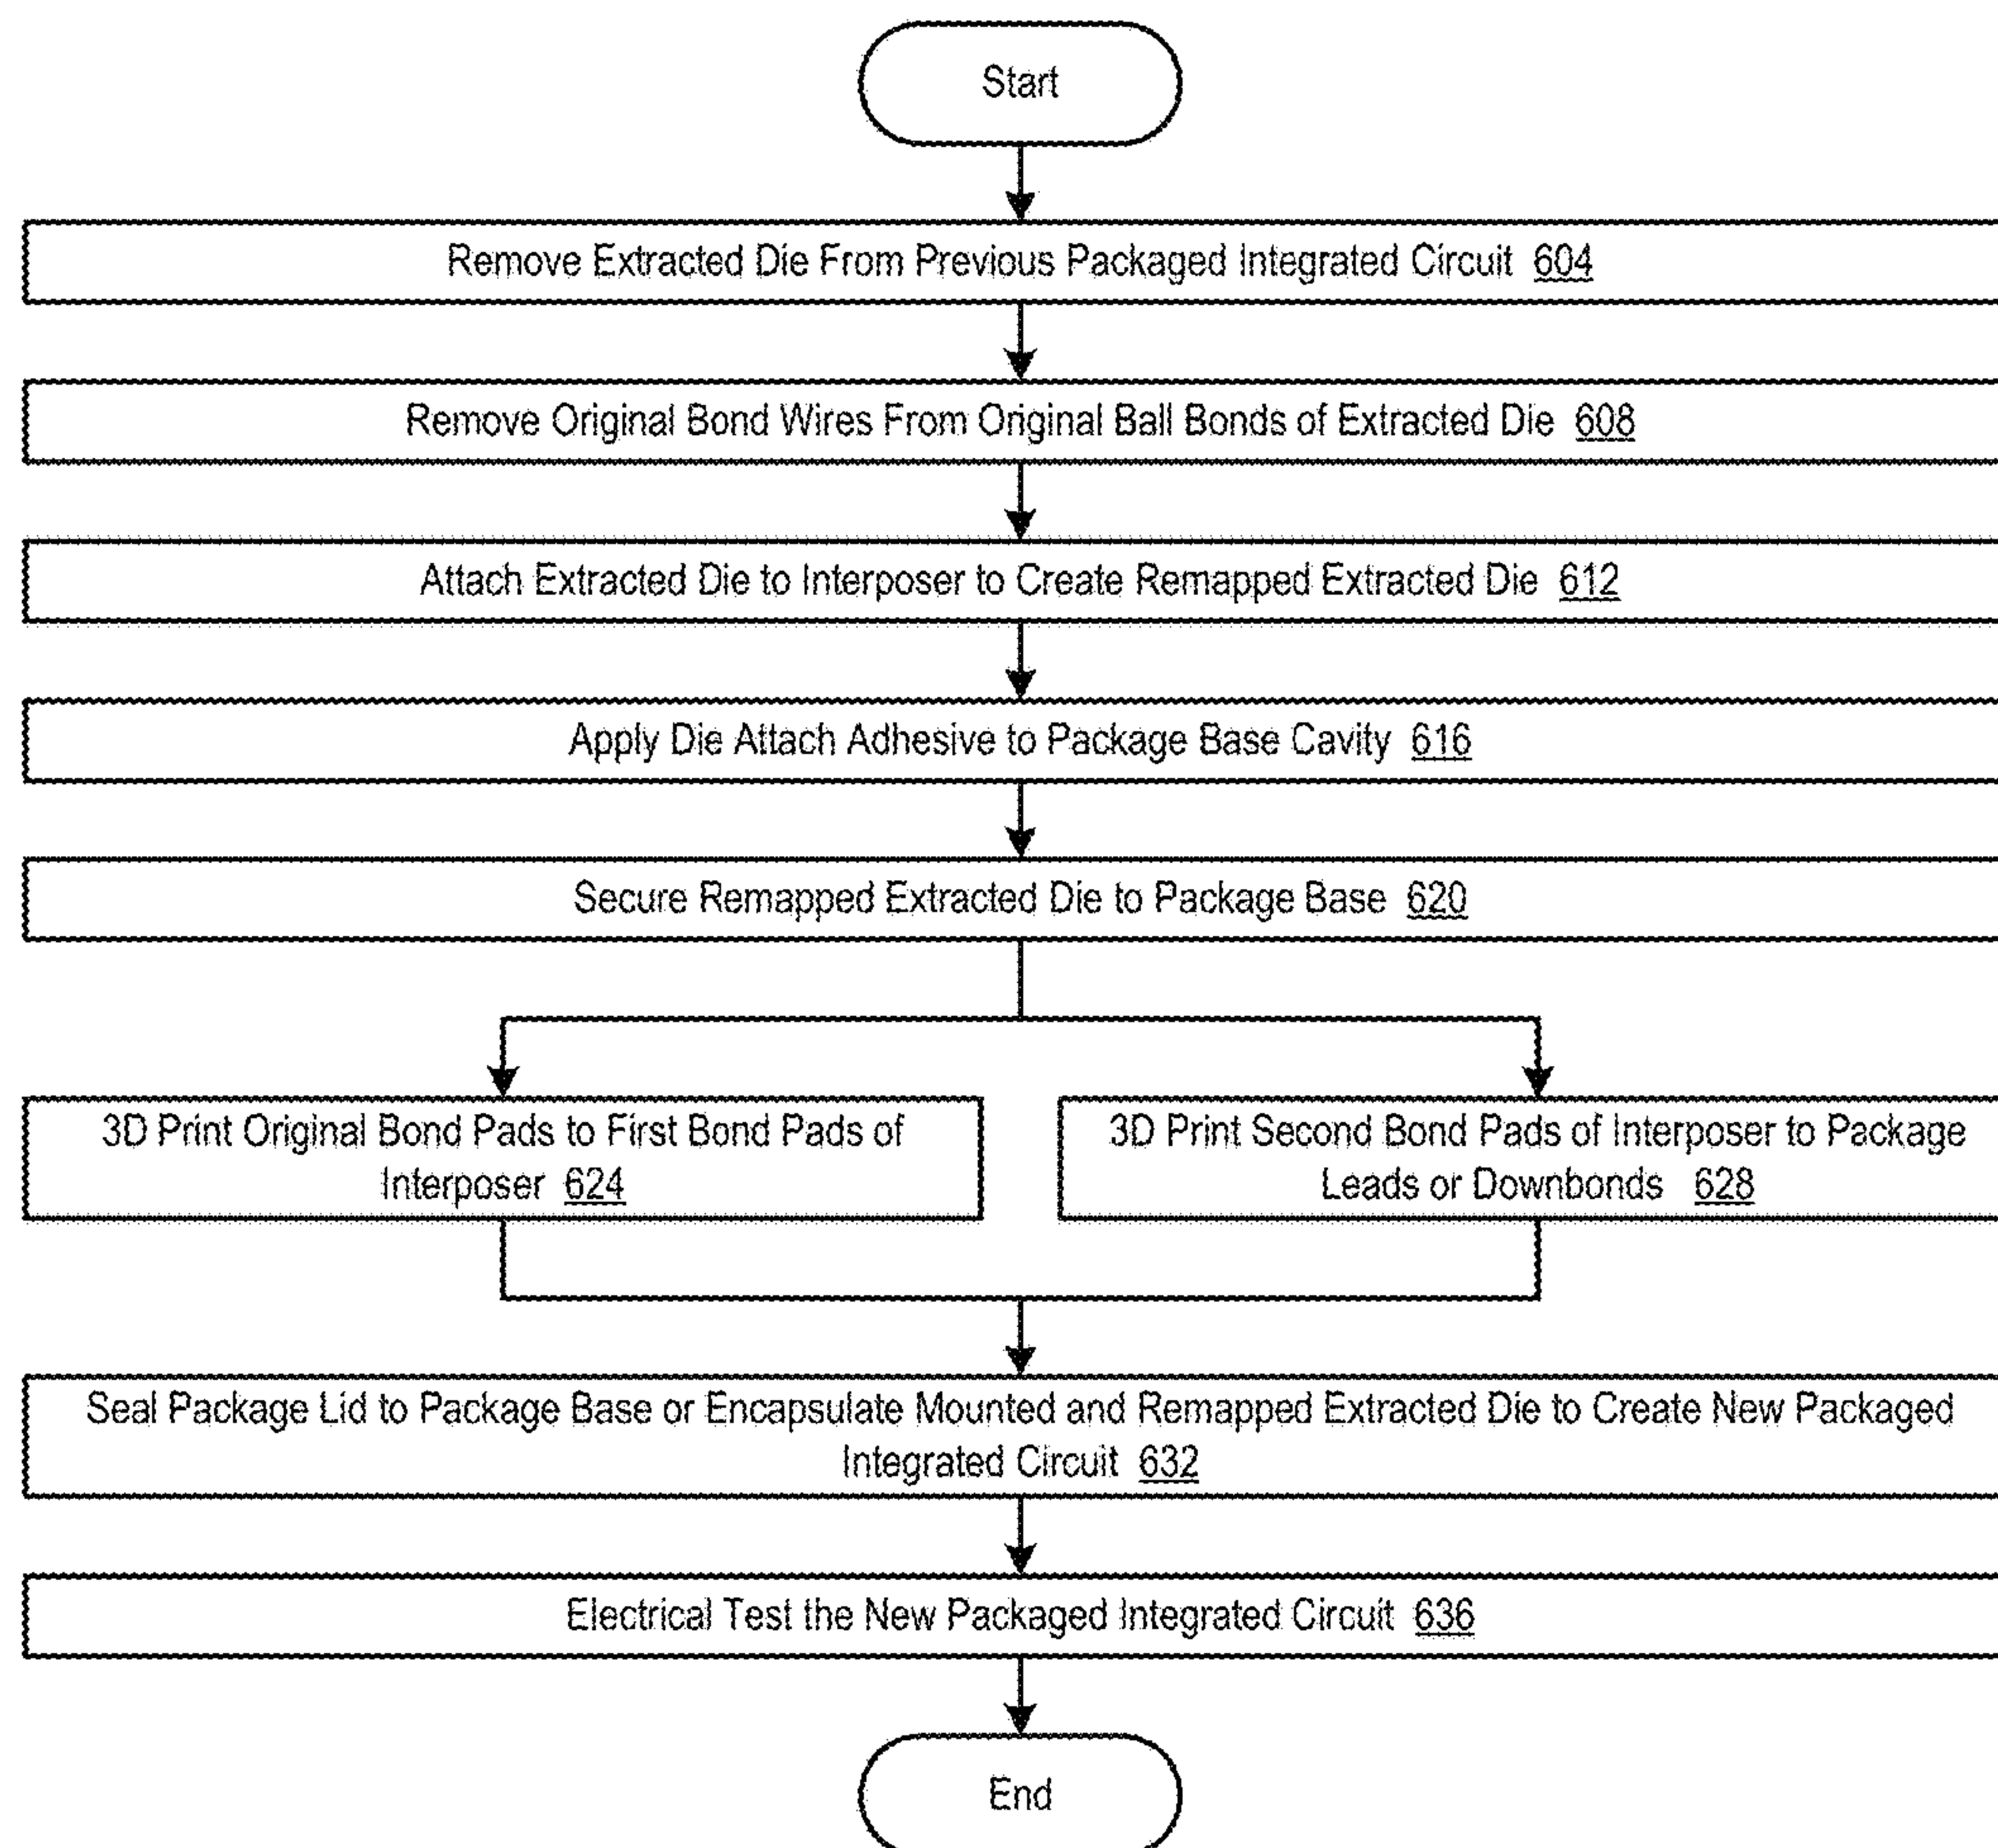 Start
Remove Extracted Die From Previous Packaged Integrated Circuit 604
Remove Original Bond Wires From Original Ball Bonds of Extracted Die 608
Attach Extracted Die to Interposer to Create Remapped Extracted Die 612
Apply Die Attach Adhesive to Package Base Cavity 616
Secure Remapped Extracted Die to Package Base 620
3D Print Original Bond Pads to First Bond Pads of
Interposer 624
3D Print Second Bond Pads of Interposer to Package
Leads or Downbonds 628
Seal Package Lid to Package Base or Encapsulate Mounted and Remapped Extracted Die to Create New Packaged
Integrated Circuit 632
Electrical Test the New Packaged Integrated Circuit 636
End